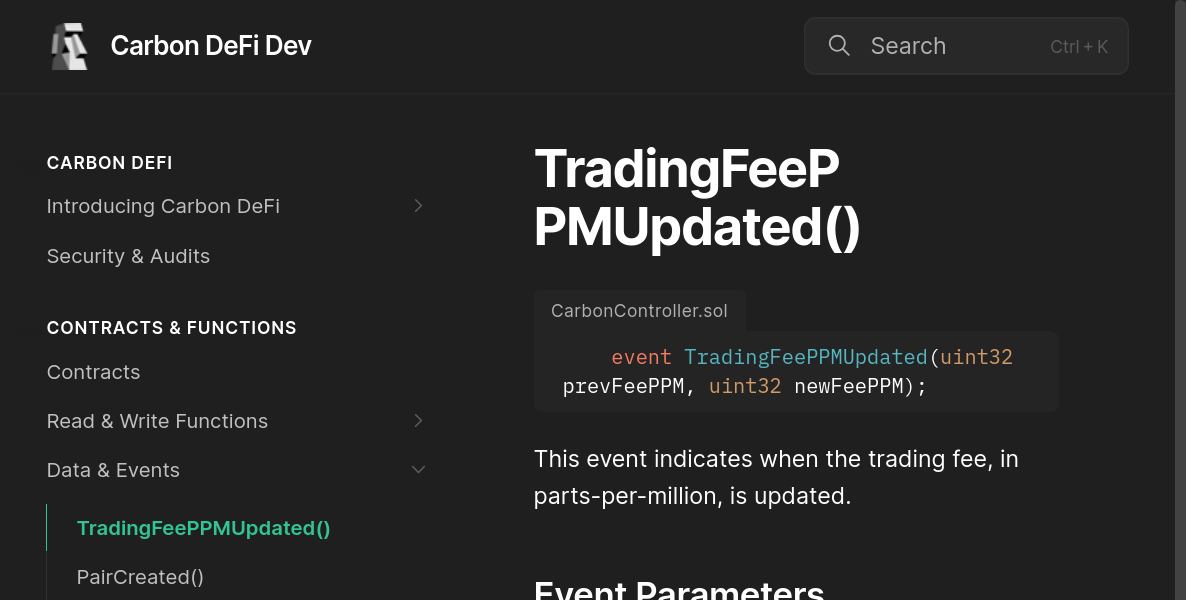 Carbon DeFi Dev
Search
Ctrl + K
CARBON DEFI
Introducing Carbon DeFi
Security & Audits
CONTRACTS & FUNCTIONS
Contracts
Read & Write Functions
Data & Events
TradingFeePPMUpdated()
PairCreated()
TradingFeeP
PMUpdated()
CarbonController.sol
event TradingFeePPMUpdated(uint32
prevFeePPM, uint32 newFeePPM);
This event indicates when the trading fee, in
parts-per-million, is updated.
Event Parameters